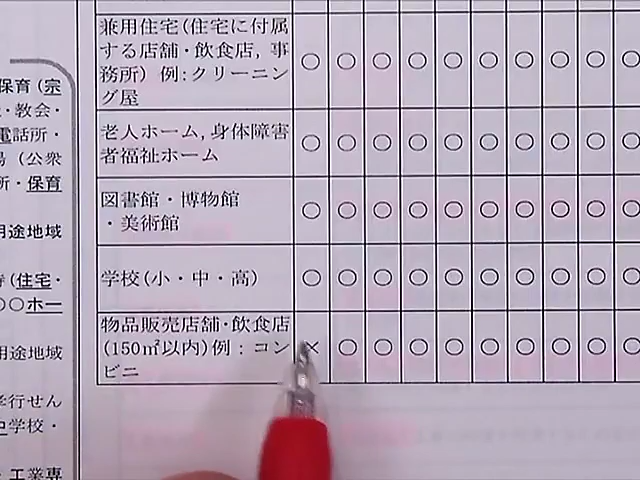 兼用住宅(住宅に付属
する店舗・飲食店, 事
務所) 例:クリーニン
グ屋
○ ○ ○ ○ ○ ○ ○ ○ ○ ○
老人ホーム, 身体障害
者福祉ホーム
○ ○ ○ ○ ○ ○ ○ ○ ○ ○
図書館・博物館
・美術館
○ ○ ○ ○ ○ ○ ○ ○ ○ ○
学校(小・中・高)
○ ○ ○ ○ ○ ○ ○ ○ ○ ○
物品販売店舗・飲食店
(150㎡以内)例:コン
ビニ
× ○ ○ ○ ○ ○ ○ ○ ○ ○
保育(宗
・教会・
電話所・
(公衆
所・保育
用途地域
(住宅・
○○ホー
用途地域
学行せん
学校・
・工業専